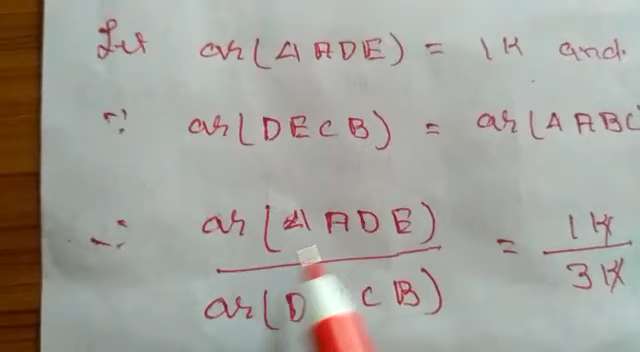 Let ar(△ADE) = 1K and
∵ ar(DECB) = ar(△ABC
∴ ar(△ADE) / ar(D CB) = 1K / 3K